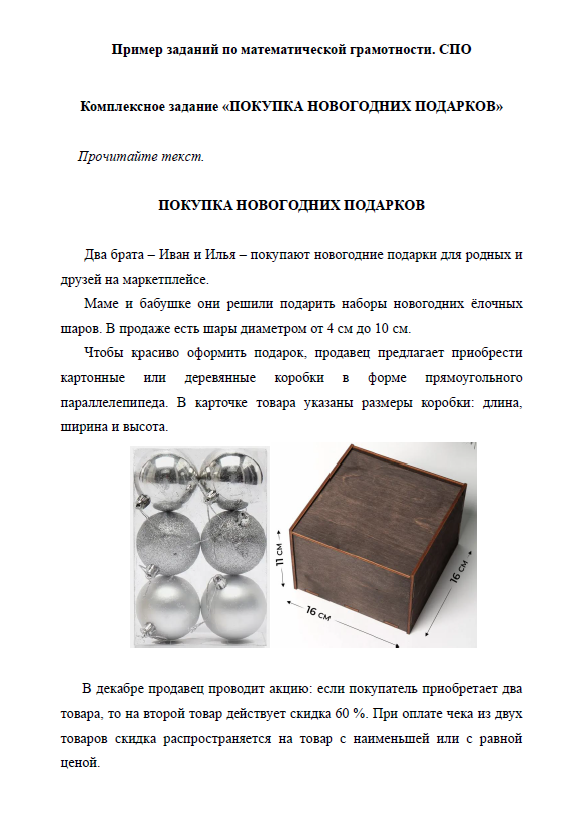 Пример заданий по математической грамотности. СПО
Комплексное задание «ПОКУПКА НОВОГОДНИХ ПОДАРКОВ»
Прочитайте текст.
ПОКУПКА НОВОГОДНИХ ПОДАРКОВ
Два брата – Иван и Илья – покупают новогодние подарки для родных и
друзей на маркетплейсе.
Маме и бабушке они решили подарить наборы новогодних ёлочных
шаров. В продаже есть шары диаметром от 4 см до 10 см.
Чтобы красиво оформить подарок, продавец предлагает приобрести
картонные или деревянные коробки в форме прямоугольного
параллелепипеда. В карточке товара указаны размеры коробки: длина,
ширина и высота.
11 см
16 см
16 см
В декабре продавец проводит акцию: если покупатель приобретает два
товара, то на второй товар действует скидка 60 %. При оплате чека из двух
товаров скидка распространяется на товар с наименьшей или с равной
ценой.